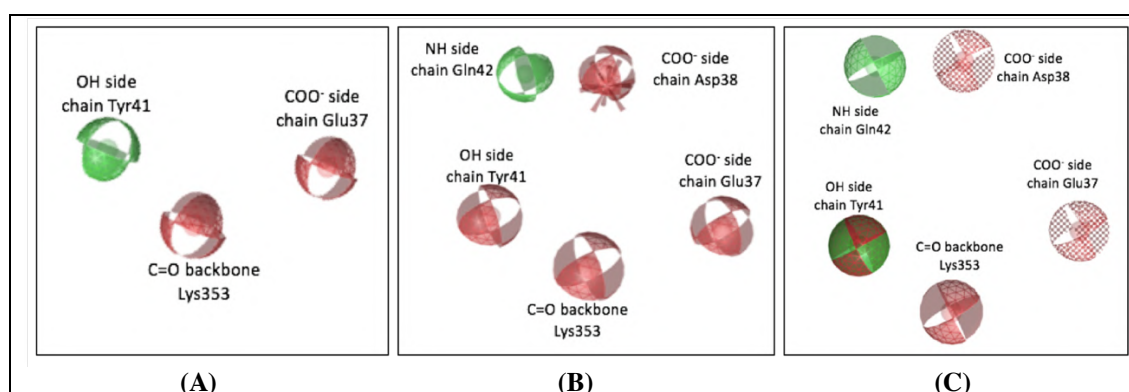 OH side
chain Tyr41
COO⁻ side
chain Glu37
C=O backbone
Lys353
(A)
NH side
chain Gln42
COO⁻ side
chain Asp38
OH side
chain Tyr41
COO⁻ side
chain Glu37
C=O backbone
Lys353
(B)
COO⁻ side
chain Asp38
NH side
chain Gln42
COO⁻ side
chain Glu37
OH side
chain Tyr41
C=O backbone
Lys353
(C)